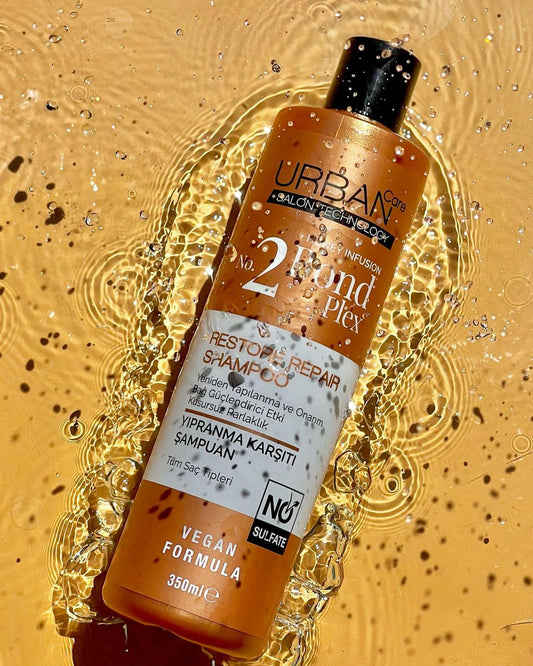 URBAN Care
SALON TECHNOLOGY
INFUSION
No. 2 Bond
Plex
RESTORE REPAIR
SHAMPOO
Yeniden Yapılanma ve Onarım,
Bağ Güçlendirici Etki
Kusursuz Parlaklık
YIPRANMA KARŞITI
ŞAMPUAN
Tüm Saç Tipleri
NO
SULFATE
VEGAN
FORMULA
350ml℮